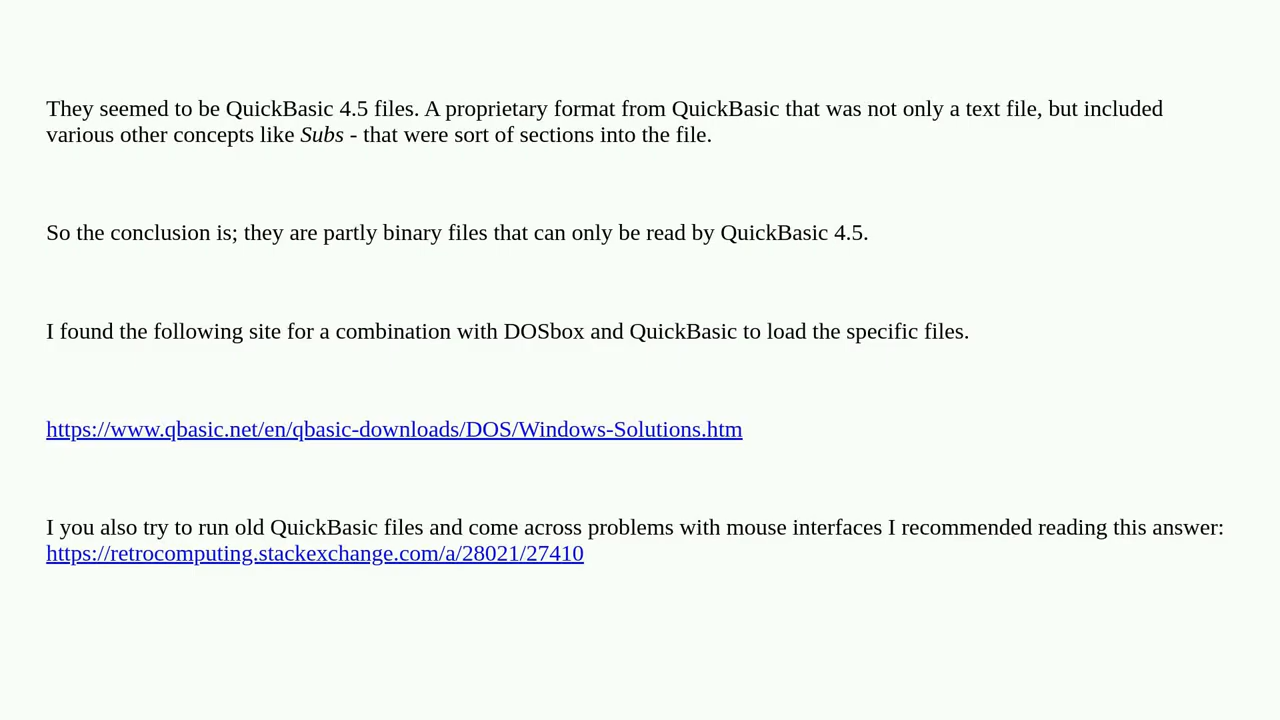 They seemed to be QuickBasic 4.5 files. A proprietary format from QuickBasic that was not only a text file, but included
various other concepts like Subs - that were sort of sections into the file.
So the conclusion is; they are partly binary files that can only be read by QuickBasic 4.5.
I found the following site for a combination with DOSbox and QuickBasic to load the specific files.
https://www.qbasic.net/en/qbasic-downloads/DOS/Windows-Solutions.htm
I you also try to run old QuickBasic files and come across problems with mouse interfaces I recommended reading this answer:
https://retrocomputing.stackexchange.com/a/28021/27410